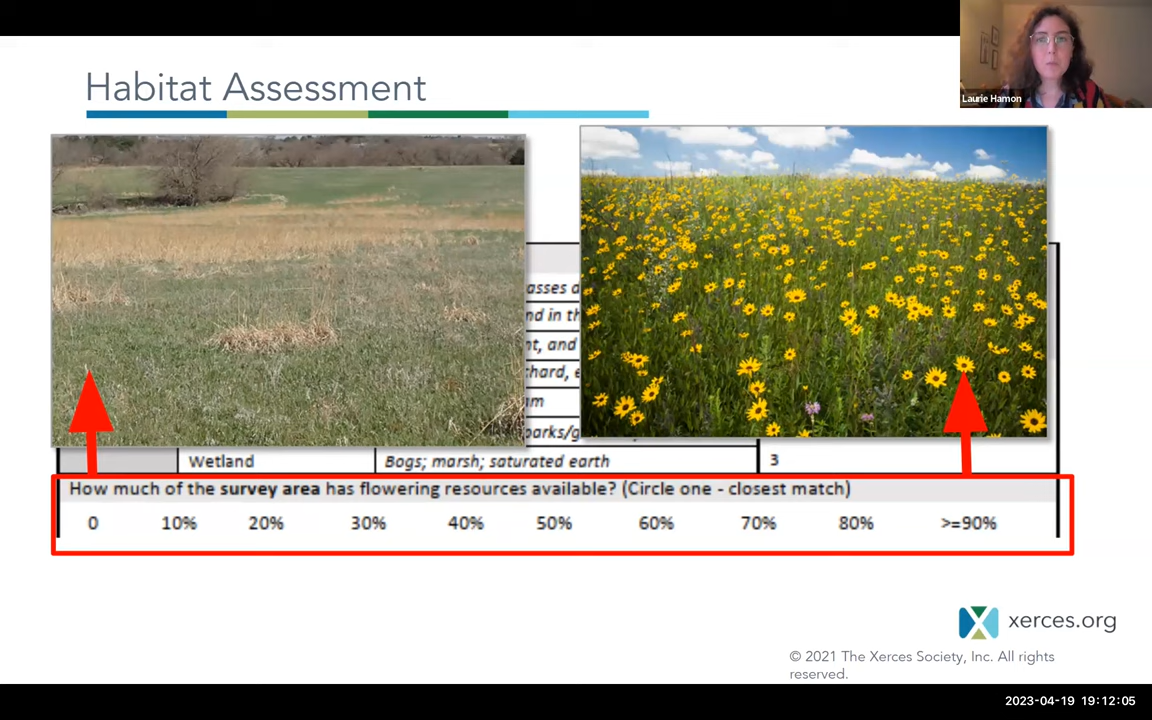 Laurie Hamon
Habitat Assessment
asses a
nd in th
nt, and
hard, e
am
parks/g
Wetland Bogs; marsh; saturated earth 3
How much of the survey area has flowering resources available? (Circle one - closest match)
0 10% 20% 30% 40% 50% 60% 70% 80% >=90%
xerces.org
© 2021 The Xerces Society, Inc. All rights
reserved.
2023-04-19 19:12:05